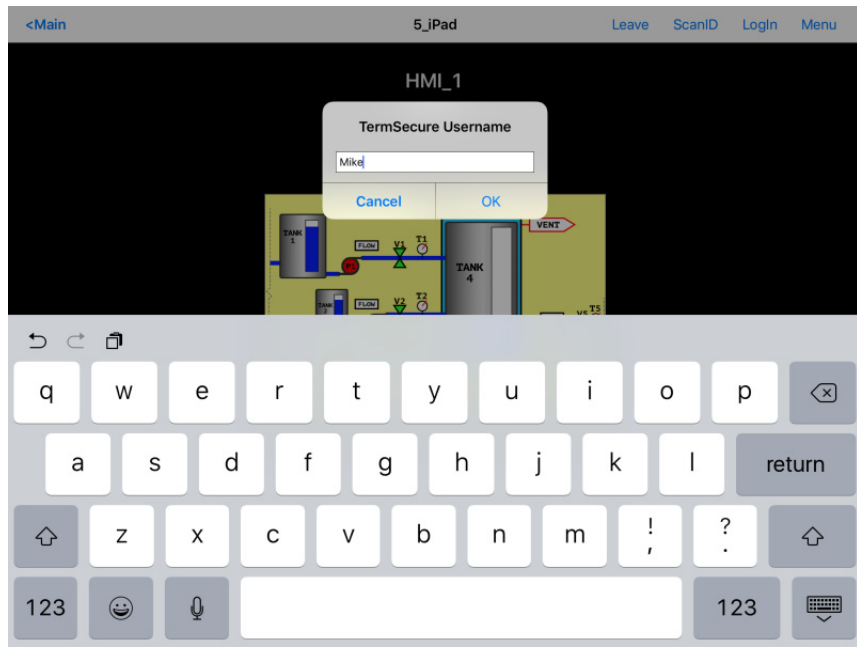 <Main 5_iPad Leave ScanID LogIn Menu
HMI_1
TermSecure Username
Mike
Cancel OK
VENT
TANK 1
FLOW V1 T1
TANK 4
FLOW V2 T2
T5
q w e r t y u i o p
a s d f g h j k l return
z x c v b n m ! , ? .
123 123